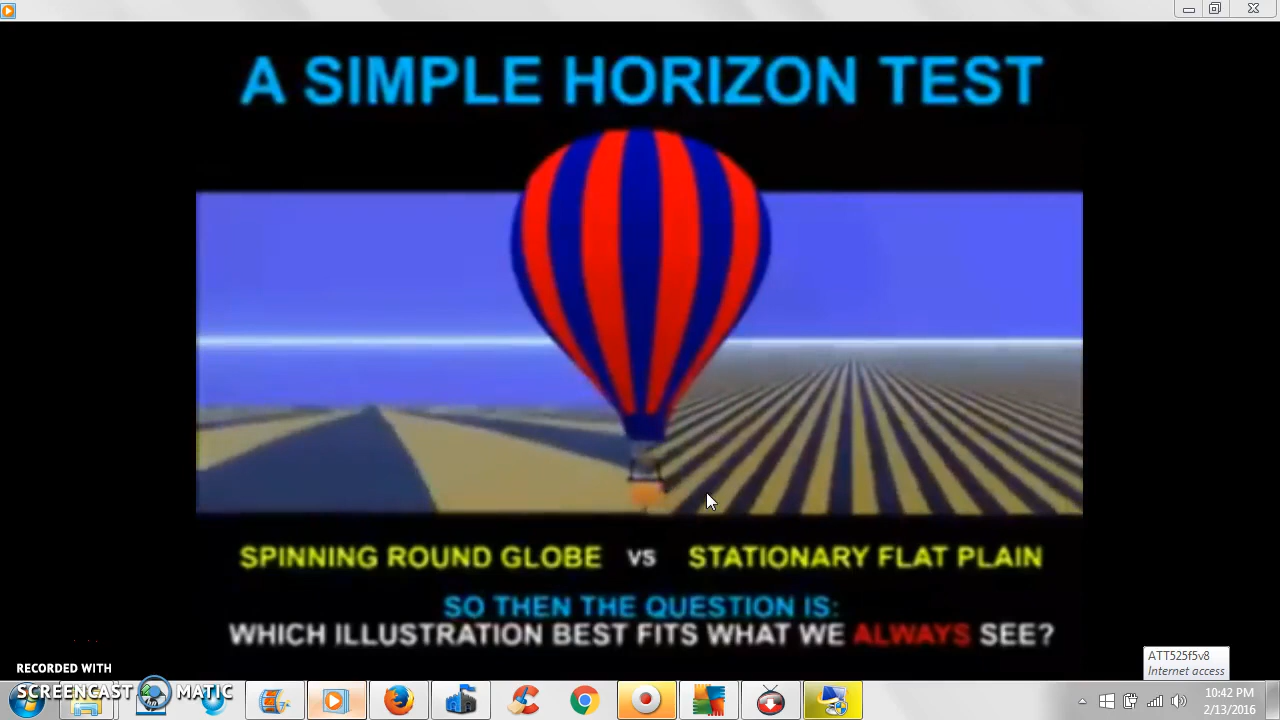 A SIMPLE HORIZON TEST
SPINNING ROUND GLOBE VS STATIONARY FLAT PLAIN
SO THEN THE QUESTION IS:
WHICH ILLUSTRATION BEST FITS WHAT WE ALWAYS SEE?
ATT525f5v8
Internet access
RECORDED WITH
SCREENCAST MATIC
10:42 PM
2/13/2016